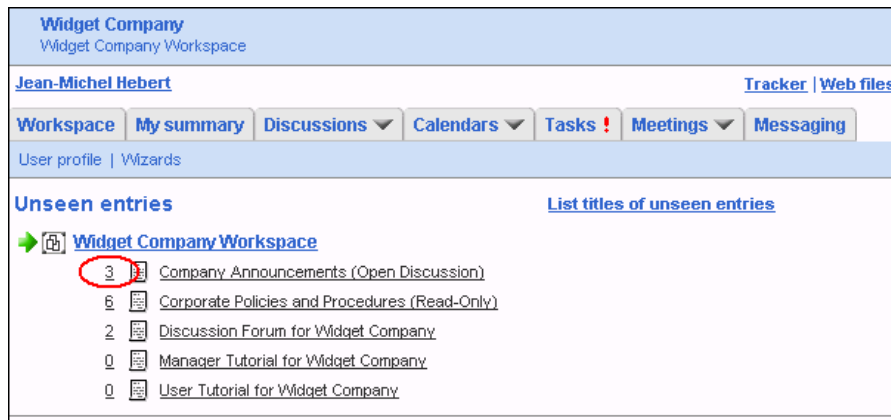 Widget Company
Widget Company Workspace
Jean-Michel Hebert Tracker | Web files
Workspace My summary Discussions Calendars Tasks ! Meetings Messaging
User profile | Wizards
Unseen entries List titles of unseen entries
Widget Company Workspace
3 Company Announcements (Open Discussion)
6 Corporate Policies and Procedures (Read-Only)
2 Discussion Forum for Widget Company
0 Manager Tutorial for Widget Company
0 User Tutorial for Widget Company